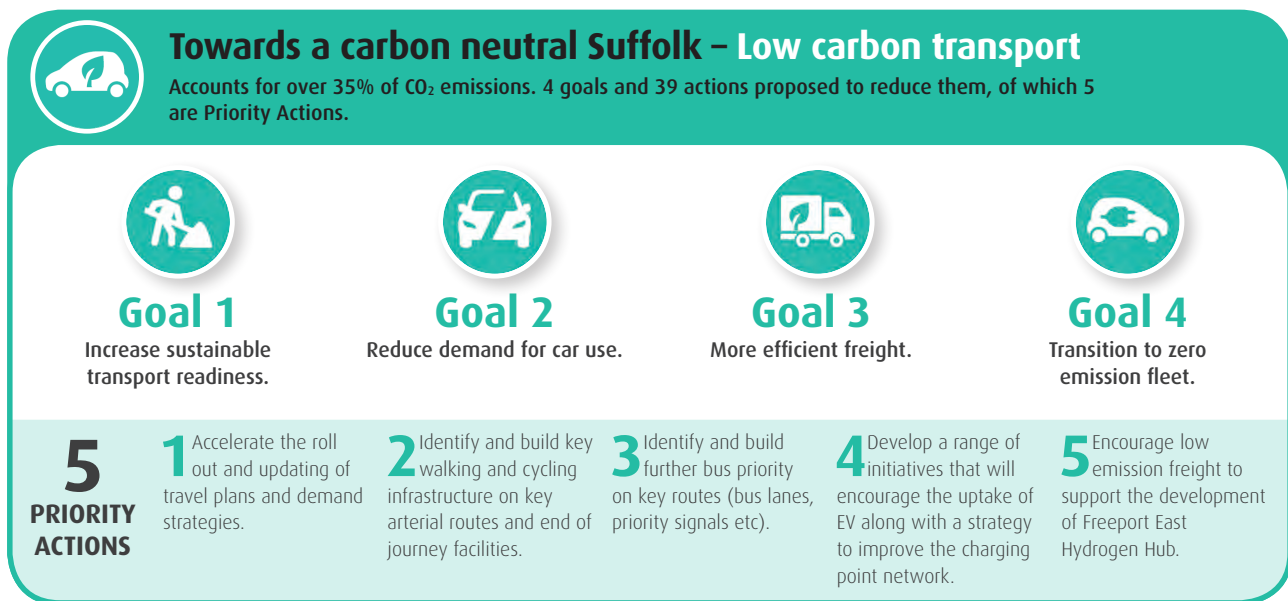 Towards a carbon neutral Suffolk – Low carbon transport
Accounts for over 35% of CO₂ emissions. 4 goals and 39 actions proposed to reduce them, of which 5
are Priority Actions.
Goal 1
Increase sustainable
transport readiness.
Goal 2
Reduce demand for car use.
Goal 3
More efficient freight.
Goal 4
Transition to zero
emission fleet.
5
PRIORITY
ACTIONS
1 Accelerate the roll
out and updating of
travel plans and demand
strategies.
2 Identify and build key
walking and cycling
infrastructure on key
arterial routes and end of
journey facilities.
3 Identify and build
further bus priority
on key routes (bus lanes,
priority signals etc).
4 Develop a range of
initiatives that will
encourage the uptake of
EV along with a strategy
to improve the charging
point network.
5 Encourage low
emission freight to
support the development
of Freeport East
Hydrogen Hub.